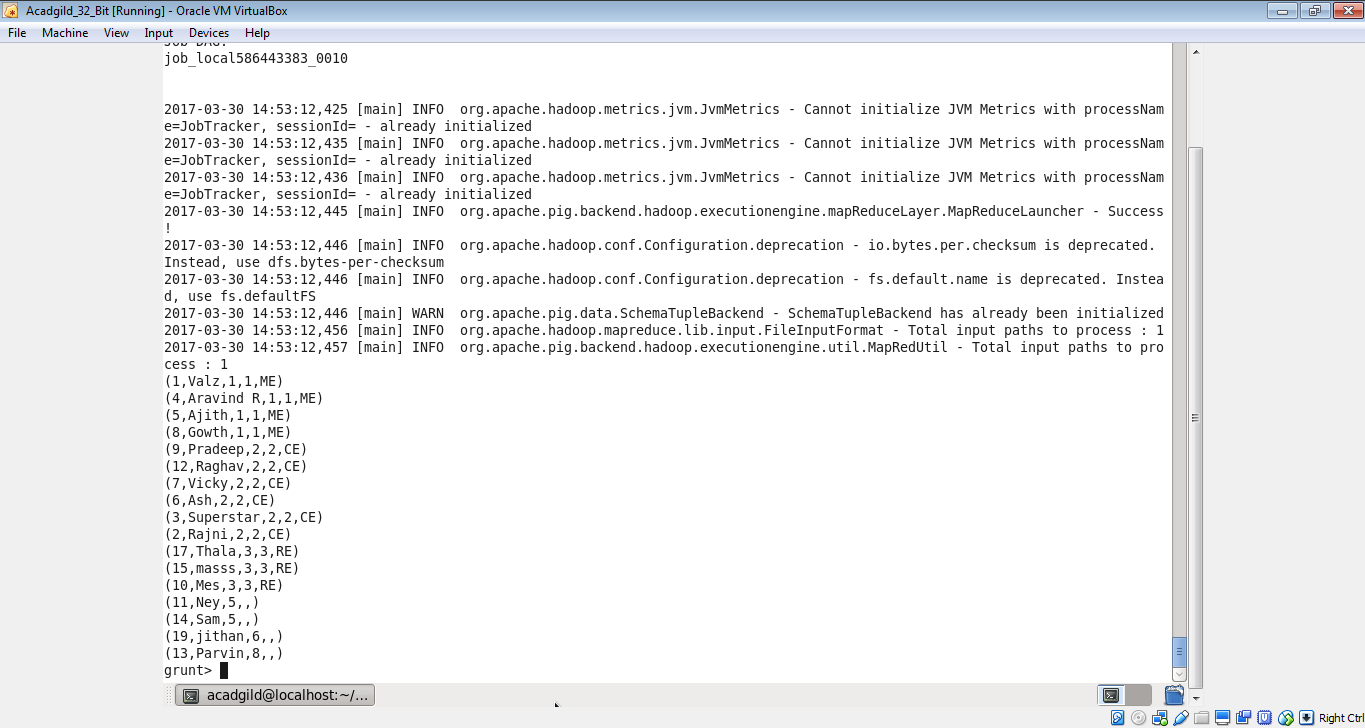 Acadgild_32_Bit [Running] - Oracle VM VirtualBox
File Machine View Input Devices Help
Job DAG:
job_local586443383_0010
2017-03-30 14:53:12,425 [main] INFO  org.apache.hadoop.metrics.jvm.JvmMetrics - Cannot initialize JVM Metrics with processNam
e=JobTracker, sessionId= - already initialized
2017-03-30 14:53:12,435 [main] INFO  org.apache.hadoop.metrics.jvm.JvmMetrics - Cannot initialize JVM Metrics with processNam
e=JobTracker, sessionId= - already initialized
2017-03-30 14:53:12,436 [main] INFO  org.apache.hadoop.metrics.jvm.JvmMetrics - Cannot initialize JVM Metrics with processNam
e=JobTracker, sessionId= - already initialized
2017-03-30 14:53:12,445 [main] INFO  org.apache.pig.backend.hadoop.executionengine.mapReduceLayer.MapReduceLauncher - Success
!
2017-03-30 14:53:12,446 [main] INFO  org.apache.hadoop.conf.Configuration.deprecation - io.bytes.per.checksum is deprecated.
Instead, use dfs.bytes-per-checksum
2017-03-30 14:53:12,446 [main] INFO  org.apache.hadoop.conf.Configuration.deprecation - fs.default.name is deprecated. Instea
d, use fs.defaultFS
2017-03-30 14:53:12,446 [main] WARN  org.apache.pig.data.SchemaTupleBackend - SchemaTupleBackend has already been initialized
2017-03-30 14:53:12,456 [main] INFO  org.apache.hadoop.mapreduce.lib.input.FileInputFormat - Total input paths to process : 1
2017-03-30 14:53:12,457 [main] INFO  org.apache.pig.backend.hadoop.executionengine.util.MapRedUtil - Total input paths to pro
cess : 1
(1,Valz,1,1,ME)
(4,Aravind R,1,1,ME)
(5,Ajith,1,1,ME)
(8,Gowth,1,1,ME)
(9,Pradeep,2,2,CE)
(12,Raghav,2,2,CE)
(7,Vicky,2,2,CE)
(6,Ash,2,2,CE)
(3,Superstar,2,2,CE)
(2,Rajni,2,2,CE)
(17,Thala,3,3,RE)
(15,masss,3,3,RE)
(10,Mes,3,3,RE)
(11,Ney,5,,)
(14,Sam,5,,)
(19,jithan,6,,)
(13,Parvin,8,,)
grunt>
acadgild@localhost:~/...
Right Ctrl